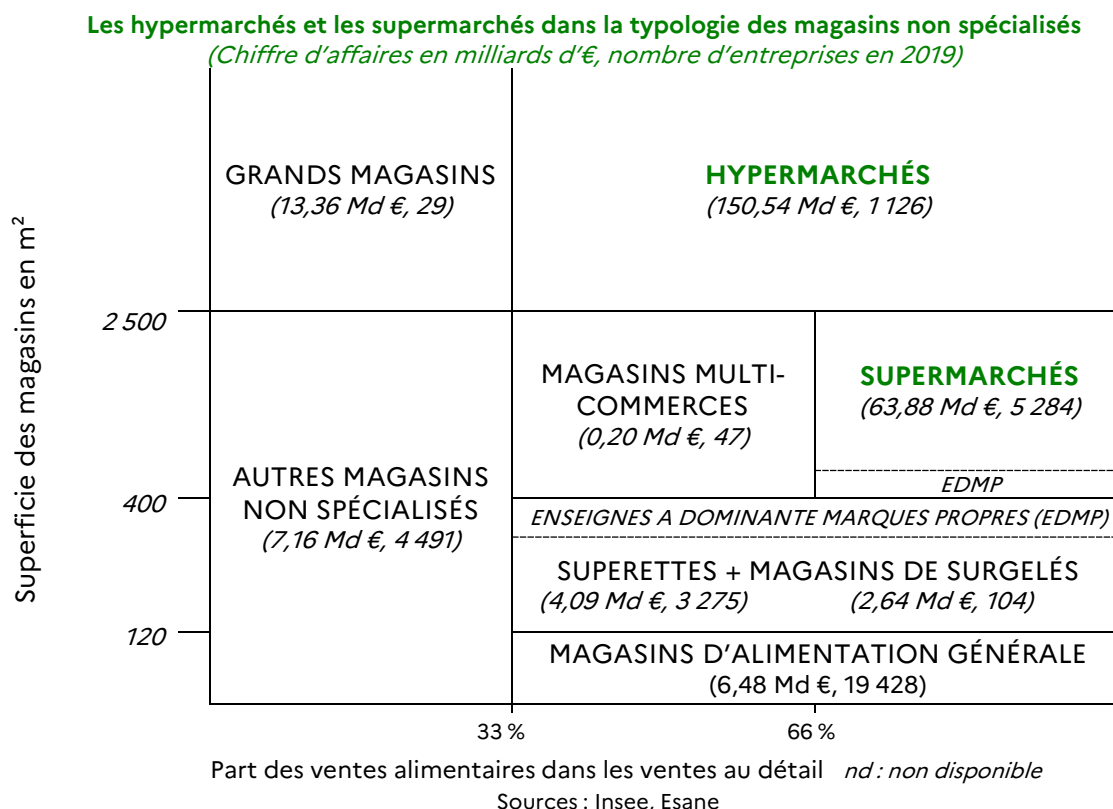 Les hypermarchés et les supermarchés dans la typologie des magasins non spécialisés
(Chiffre d'affaires en milliards d'€, nombre d'entreprises en 2019)
Superficie des magasins en m²
GRANDS MAGASINS
(13,36 Md €, 29)
HYPERMARCHÉS
(150,54 Md €, 1 126)
2 500
MAGASINS MULTI-
COMMERCES
(0,20 Md €, 47)
SUPERMARCHÉS
(63,88 Md €, 5 284)
EDMP
AUTRES MAGASINS
NON SPÉCIALISÉS
(7,16 Md €, 4 491)
400
ENSEIGNES A DOMINANTE MARQUES PROPRES (EDMP)
SUPERETTES + MAGASINS DE SURGELÉS
(4,09 Md €, 3 275) (2,64 Md €, 104)
120
MAGASINS D'ALIMENTATION GÉNÉRALE
(6,48 Md €, 19 428)
33 % 66 %
Part des ventes alimentaires dans les ventes au détail nd : non disponible
Sources : Insee, Esane